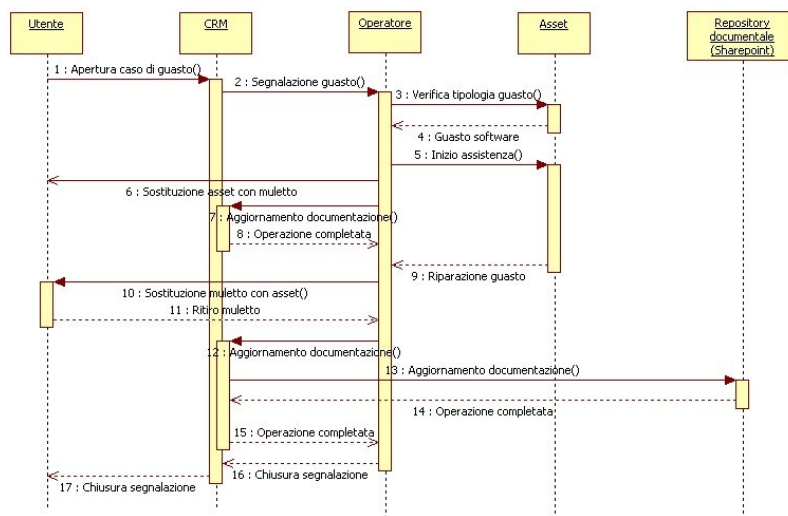 Utente
CRM
Operatore
Asset
Repository
documentale
(Sharepoint)
1 : Apertura caso di guasto()
2 : Segnalazione guasto()
3 : Verifica tipologia guasto()
4 : Guasto software
5 : Inizio assistenza()
6 : Sostituzione asset con muletto
7 : Aggiornamento documentazione()
8 : Operazione completata
9 : Riparazione guasto
10 : Sostituzione muletto con asset()
11 : Ritiro muletto
12 : Aggiornamento documentazione()
13 : Aggiornamento documentazione()
14 : Operazione completata
15 : Operazione completata
16 : Chiusura segnalazione
17 : Chiusura segnalazione